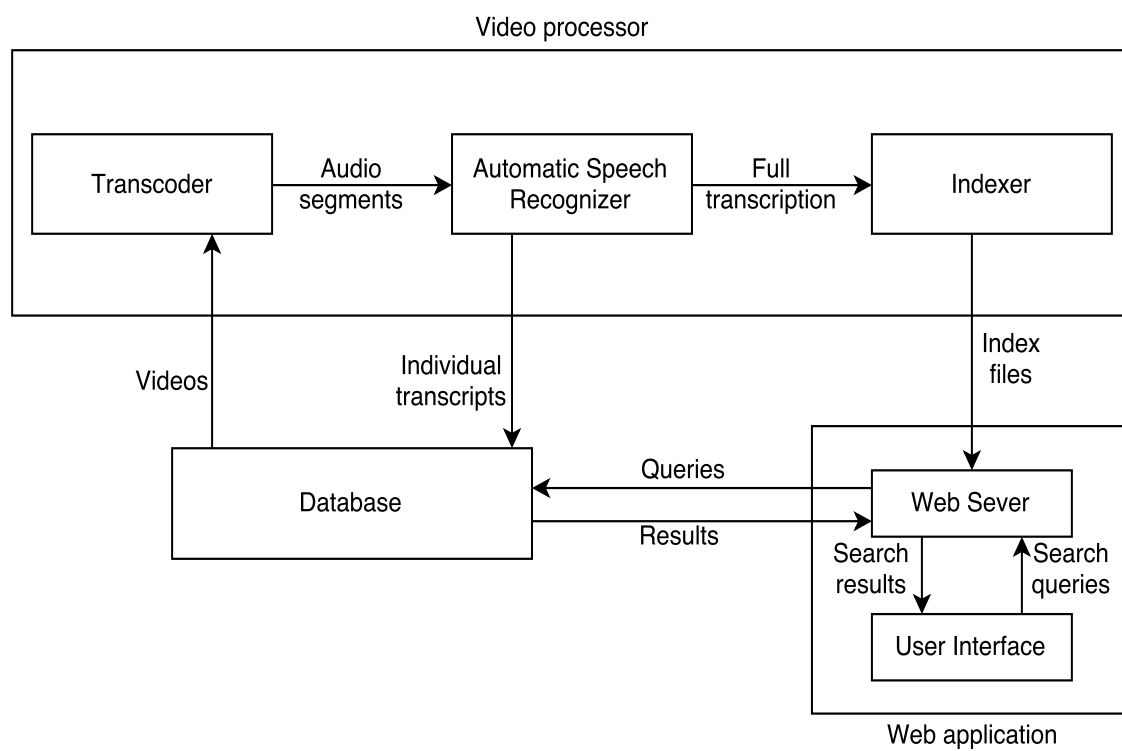 Video processor
Transcoder
Audio
segments
Automatic Speech
Recognizer
Full
transcription
Indexer
Videos
Individual
transcripts
Index
files
Database
Queries
Results
Web Sever
Search
results
Search
queries
User Interface
Web application